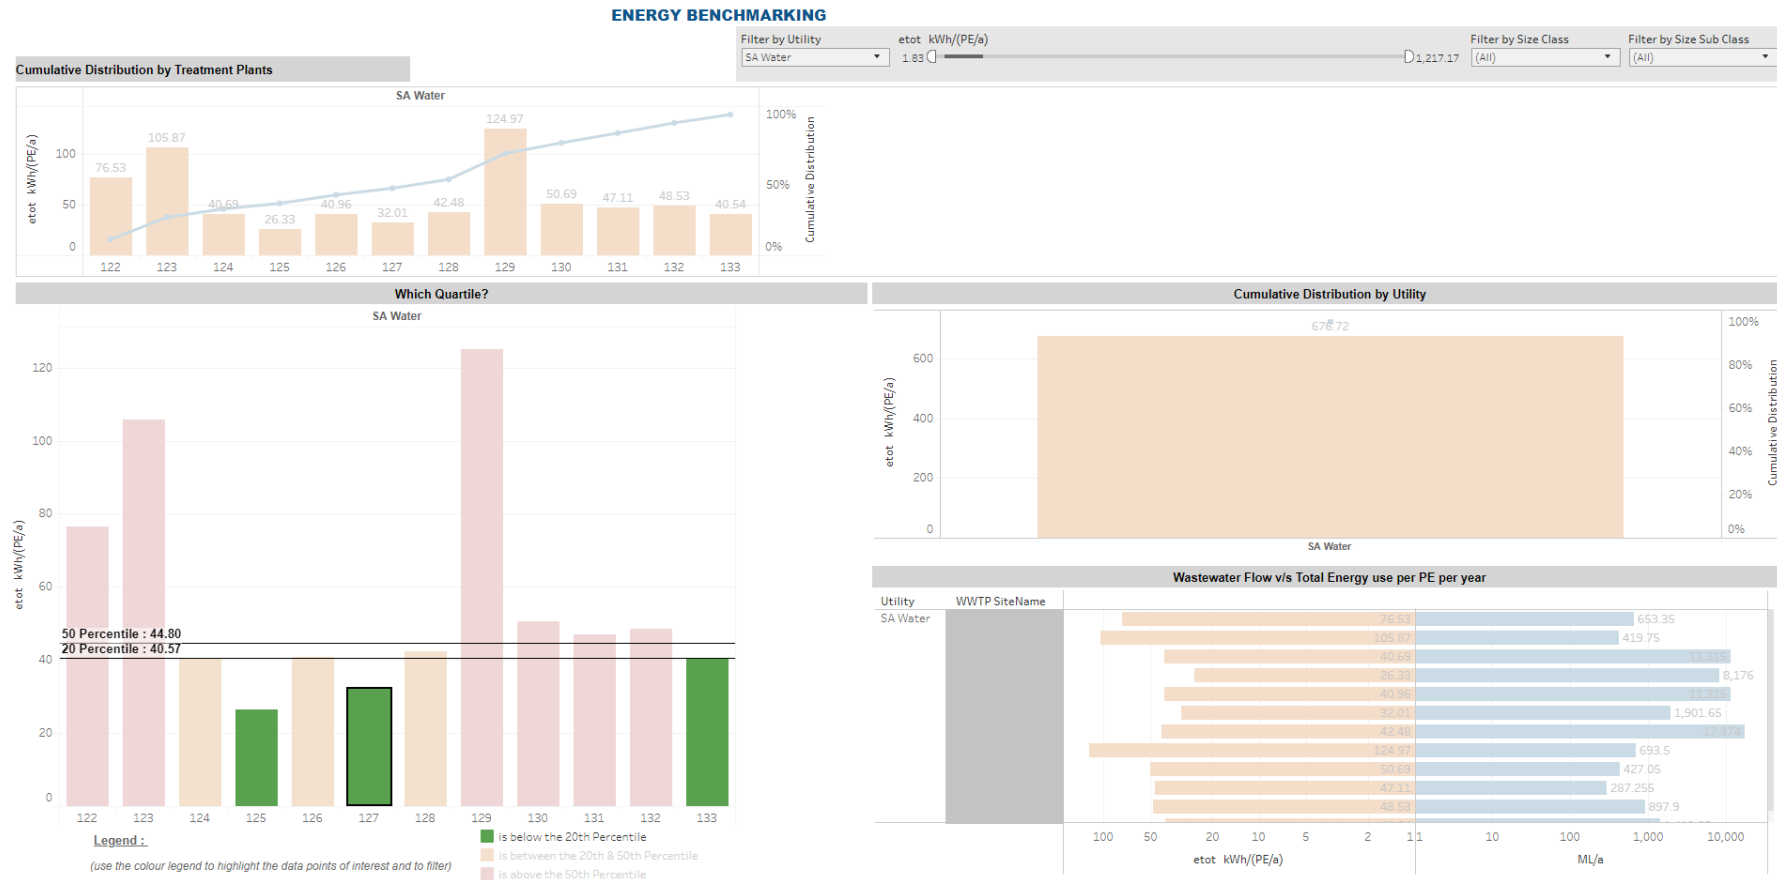 ENERGY BENCHMARKING
Filter by Utility
etot kWh/(PE/a)
Filter by Size Class
Filter by Size Sub Class
SA Water
1.83
1,217.17
(All)
(All)
Cumulative Distribution by Treatment Plants
SA Water
etot kWh/(PE/a)
100
50
0
76.53
105.87
40.69
26.33
40.96
32.01
42.48
124.97
50.69
47.11
48.53
40.54
100%
50%
0%
Cumulative Distribution
122 123 124 125 126 127 128 129 130 131 132 133
Which Quartile?
SA Water
etot kWh/(PE/a)
120
100
80
60
40
20
0
50 Percentile : 44.80
20 Percentile : 40.57
122 123 124 125 126 127 128 129 130 131 132 133
Legend :
(use the colour legend to highlight the data points of interest and to filter)
is below the 20th Percentile
is between the 20th & 50th Percentile
is above the 50th Percentile
Cumulative Distribution by Utility
etot kWh/(PE/a)
600
400
200
0
676.72
100%
80%
60%
40%
20%
0%
Cumulative Distribution
SA Water
Wastewater Flow v/s Total Energy use per PE per year
Utility WWTP SiteName
SA Water
76.53 653.35
105.87 419.75
40.69 11,315
26.33 8,176
40.96 11,315
32.01 1,901.65
42.48 17,374
124.97 693.5
50.69 427.05
47.11 287.255
48.53 897.9
100 50 20 10 5 2 1 1 10 100 1,000 10,000
etot kWh/(PE/a) ML/a